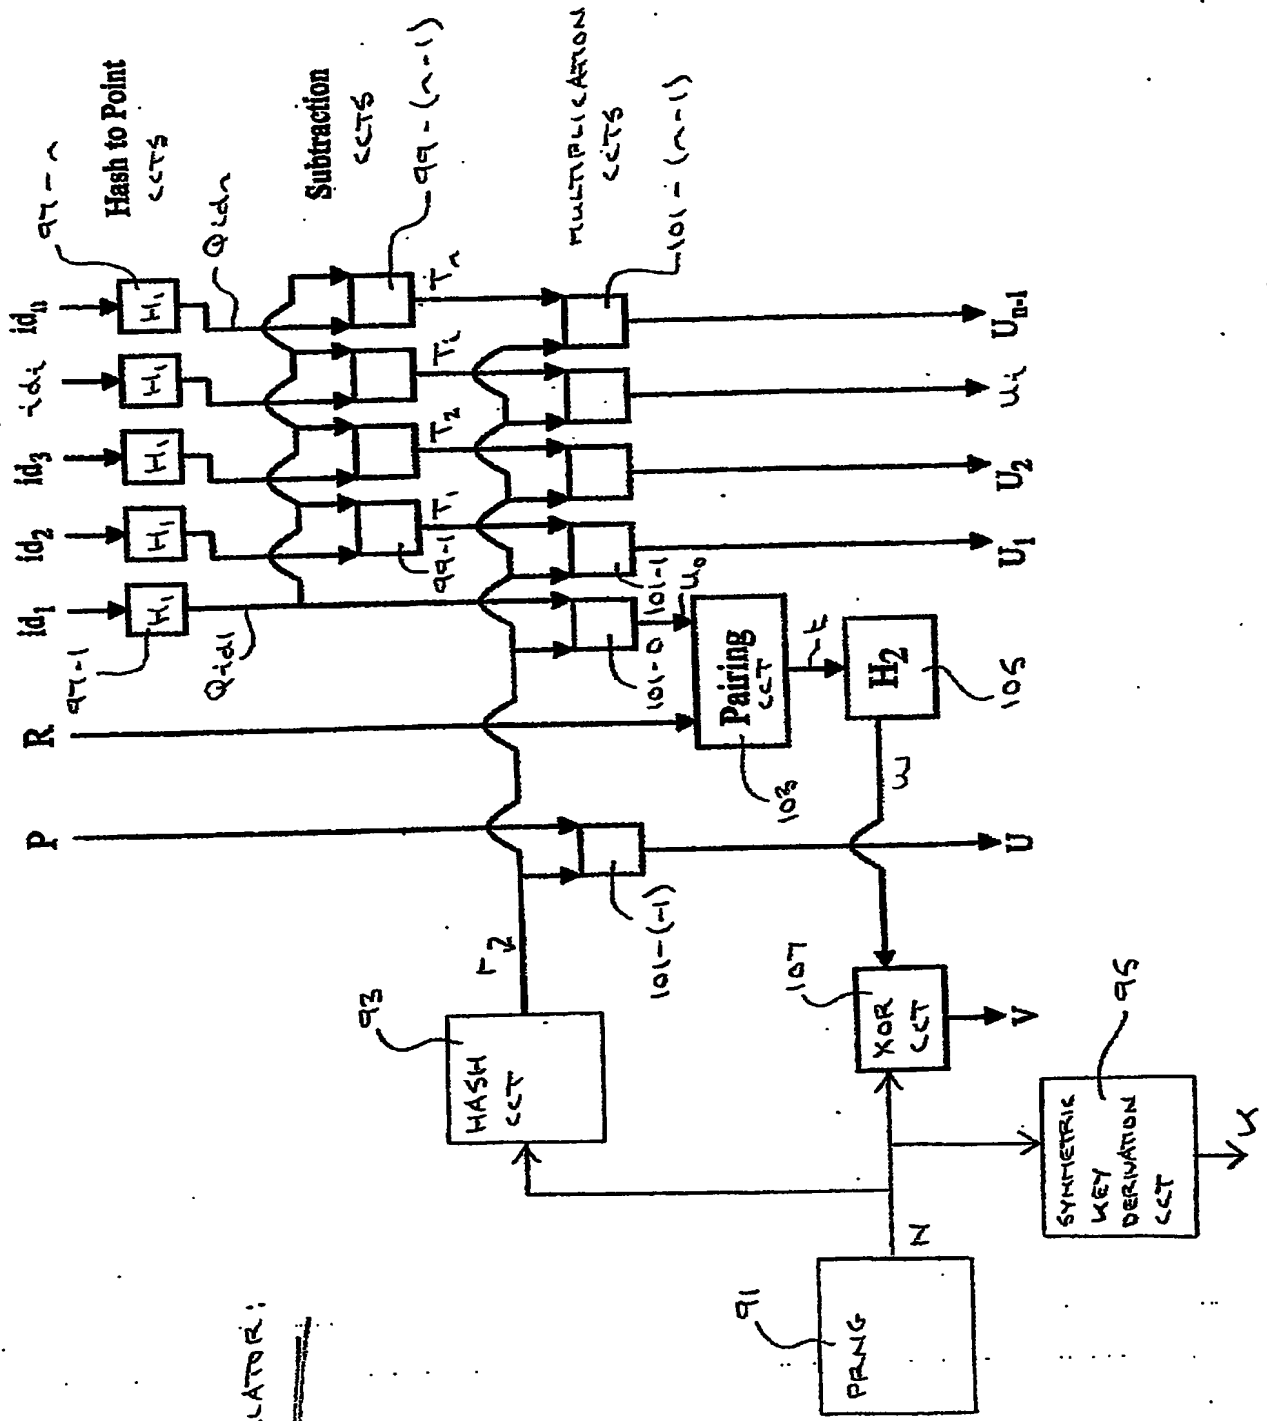 P
R
id₁
id₂
id₃
idᵢ
idₙ
97-1
97-n
H₁
H₁
H₁
H₁
H₁
Hash to Point
CCTS
Qid1
Qidn
Subtraction
CCTS
99-1
99-(n-1)
T₁
T₂
Tᵢ
Tₙ
MULTIPLICATION
CCTS
101-(-1)
101-0
101-1
101-(n-1)
93
HASH
CCT
r₂
U₀
Pairing
CCT
103
t
H₂
105
W
107
XOR
CCT
V
U
U₁
U₂
Uᵢ
Uₙ₋₁
91
PRNG
N
SYMMETRIC
KEY
DERIVATION
CCT
95
K
LATOR: